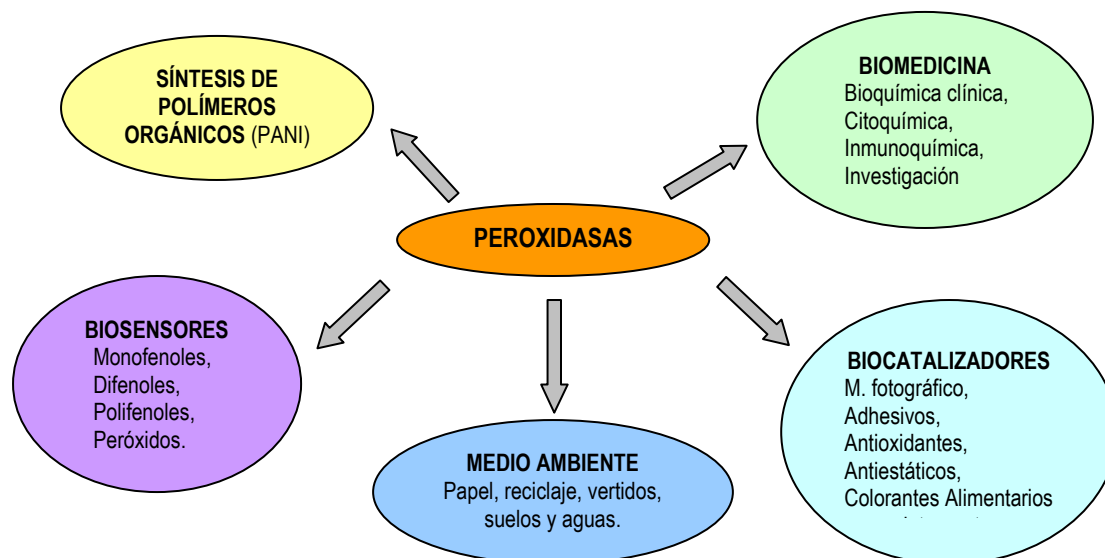 SÍNTESIS DE
POLÍMEROS
ORGÁNICOS (PANI)
BIOMEDICINA
Bioquímica clínica,
Citoquímica,
Inmunoquímica,
Investigación
PEROXIDASAS
BIOSENSORES
Monofenoles,
Difenoles,
Polifenoles,
Peróxidos.
MEDIO AMBIENTE
Papel, reciclaje, vertidos,
suelos y aguas.
BIOCATALIZADORES
M. fotográfico,
Adhesivos,
Antioxidantes,
Antiestáticos,
Colorantes Alimentarios